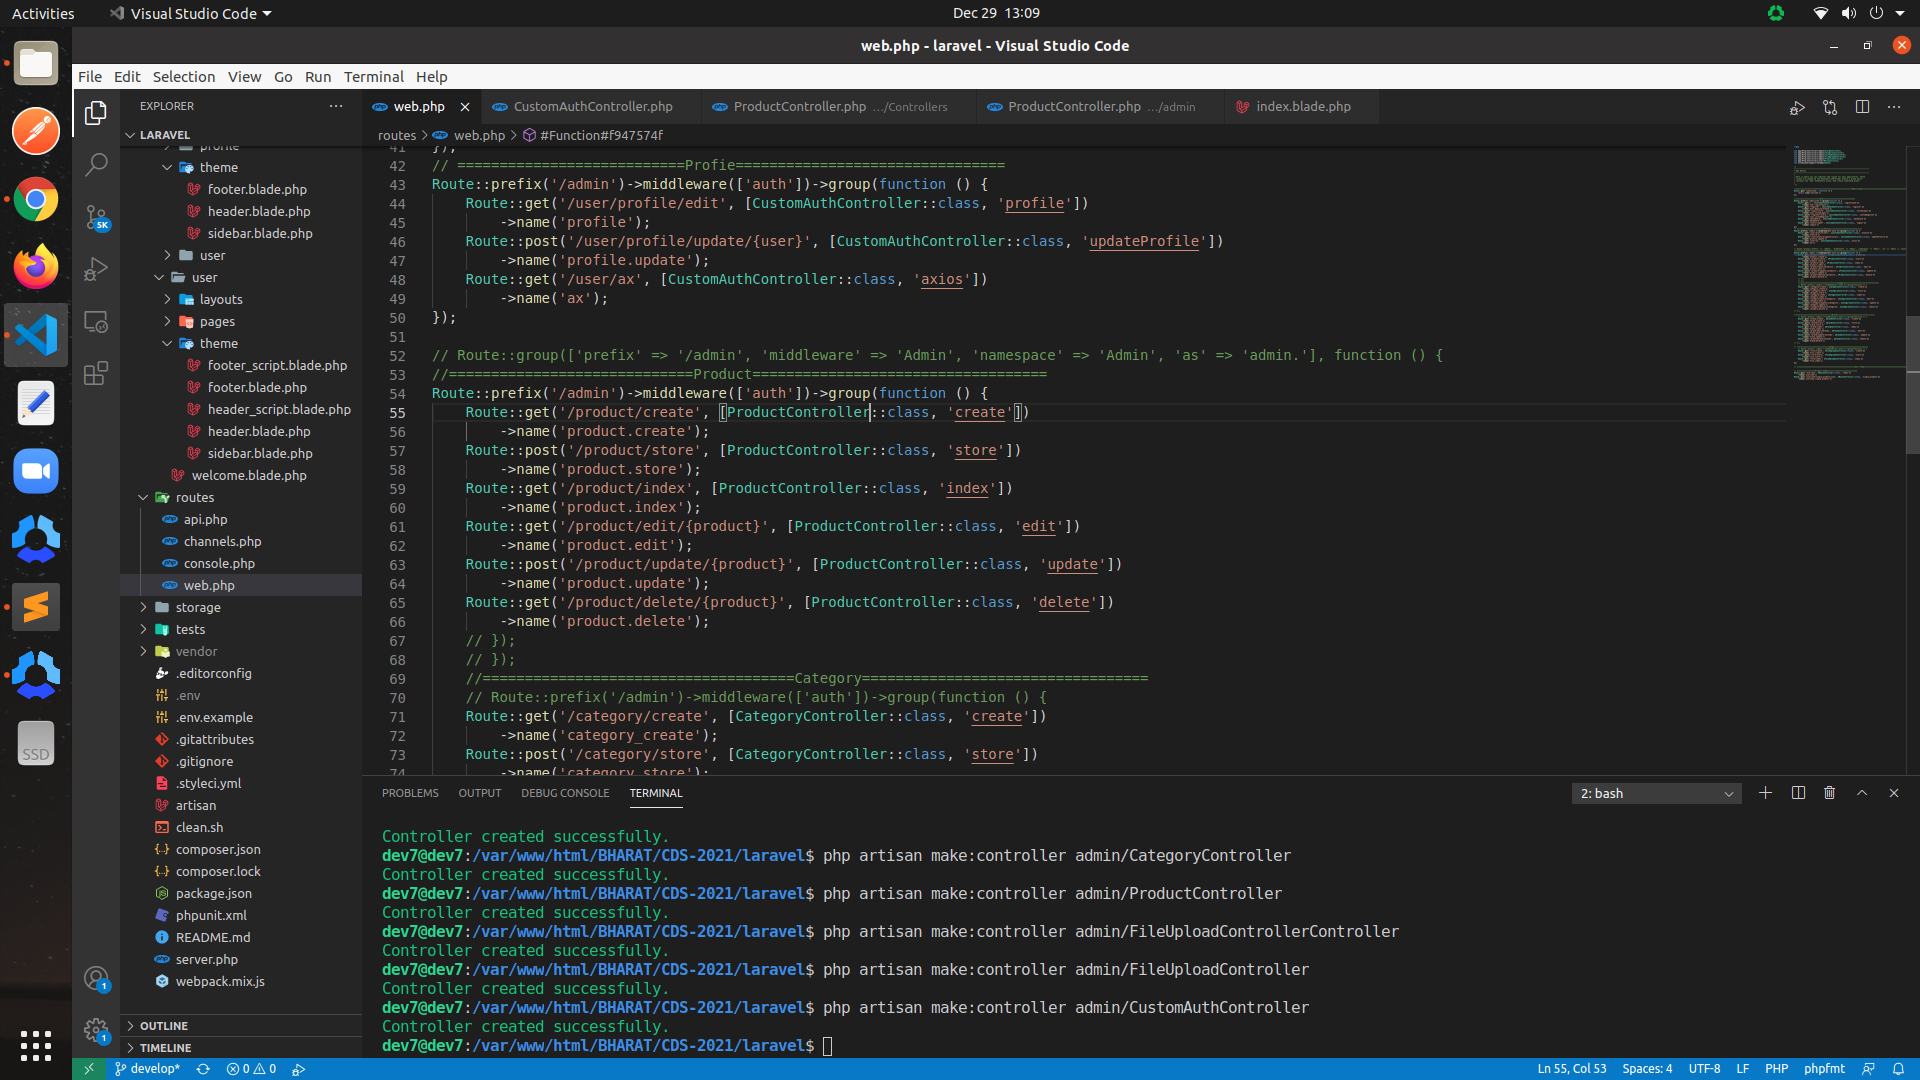 Activities
Visual Studio Code
Dec 29 13:09
web.php - laravel - Visual Studio Code
File Edit Selection View Go Run Terminal Help
EXPLORER
web.php
CustomAuthController.php
ProductController.php .../Controllers
ProductController.php .../admin
index.blade.php
LARAVEL
routes > web.php > #Function#f947574f
profile
theme
footer.blade.php
header.blade.php
sidebar.blade.php
user
user
layouts
pages
theme
footer_script.blade.php
footer.blade.php
header_script.blade.php
header.blade.php
sidebar.blade.php
welcome.blade.php
routes
api.php
channels.php
console.php
web.php
storage
tests
vendor
.editorconfig
.env
.env.example
.gitattributes
.gitignore
.styleci.yml
artisan
clean.sh
composer.json
composer.lock
package.json
phpunit.xml
README.md
server.php
webpack.mix.js
OUTLINE
TIMELINE
5K
1
1
SSD
41 });
42 // ===========================Profie================================
43 Route::prefix('/admin')->middleware(['auth'])->group(function () {
44 Route::get('/user/profile/edit', [CustomAuthController::class, 'profile'])
45 ->name('profile');
46 Route::post('/user/profile/update/{user}', [CustomAuthController::class, 'updateProfile'])
47 ->name('profile.update');
48 Route::get('/user/ax', [CustomAuthController::class, 'axios'])
49 ->name('ax');
50 });
51
52 // Route::group(['prefix' => '/admin', 'middleware' => 'Admin', 'namespace' => 'Admin', 'as' => 'admin.'], function () {
53 //=============================Product===================================
54 Route::prefix('/admin')->middleware(['auth'])->group(function () {
55 Route::get('/product/create', [ProductController::class, 'create'])
56 ->name('product.create');
57 Route::post('/product/store', [ProductController::class, 'store'])
58 ->name('product.store');
59 Route::get('/product/index', [ProductController::class, 'index'])
60 ->name('product.index');
61 Route::get('/product/edit/{product}', [ProductController::class, 'edit'])
62 ->name('product.edit');
63 Route::post('/product/update/{product}', [ProductController::class, 'update'])
64 ->name('product.update');
65 Route::get('/product/delete/{product}', [ProductController::class, 'delete'])
66 ->name('product.delete');
67 // });
68 // });
69 //=====================================Category==================================
70 // Route::prefix('/admin')->middleware(['auth'])->group(function () {
71 Route::get('/category/create', [CategoryController::class, 'create'])
72 ->name('category_create');
73 Route::post('/category/store', [CategoryController::class, 'store'])
74 ->name('category_store');
PROBLEMS OUTPUT DEBUG CONSOLE TERMINAL
2: bash
Controller created successfully.
dev7@dev7:/var/www/html/BHARAT/CDS-2021/laravel$ php artisan make:controller admin/CategoryController
Controller created successfully.
dev7@dev7:/var/www/html/BHARAT/CDS-2021/laravel$ php artisan make:controller admin/ProductController
Controller created successfully.
dev7@dev7:/var/www/html/BHARAT/CDS-2021/laravel$ php artisan make:controller admin/FileUploadControllerController
Controller created successfully.
dev7@dev7:/var/www/html/BHARAT/CDS-2021/laravel$ php artisan make:controller admin/FileUploadController
Controller created successfully.
dev7@dev7:/var/www/html/BHARAT/CDS-2021/laravel$ php artisan make:controller admin/CustomAuthController
Controller created successfully.
dev7@dev7:/var/www/html/BHARAT/CDS-2021/laravel$
develop* 0 0
Ln 55, Col 53 Spaces: 4 UTF-8 LF PHP phpfmt